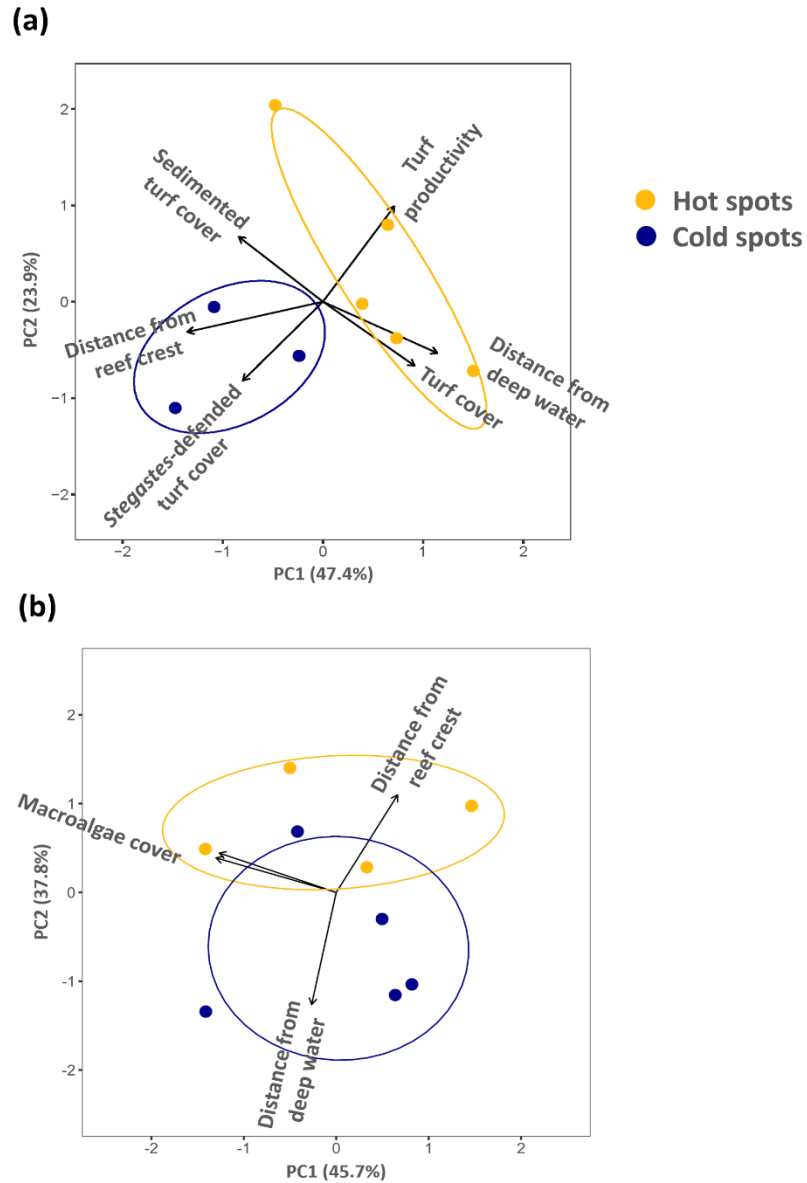 (a)
2
1
0
−1
−2
PC2 (23.9%)
−2
−1
0
1
2
PC1 (47.4%)
Sedimented
turf cover
Turf
productivity
Distance from
reef crest
Stegastes-defended
turf cover
Turf cover
Distance from
deep water
Hot spots
Cold spots
(b)
2
1
0
-1
-2
PC2 (37.8%)
-2
-1
0
1
2
PC1 (45.7%)
Distance from
reef crest
Macroalgae cover
Distance from
deep water